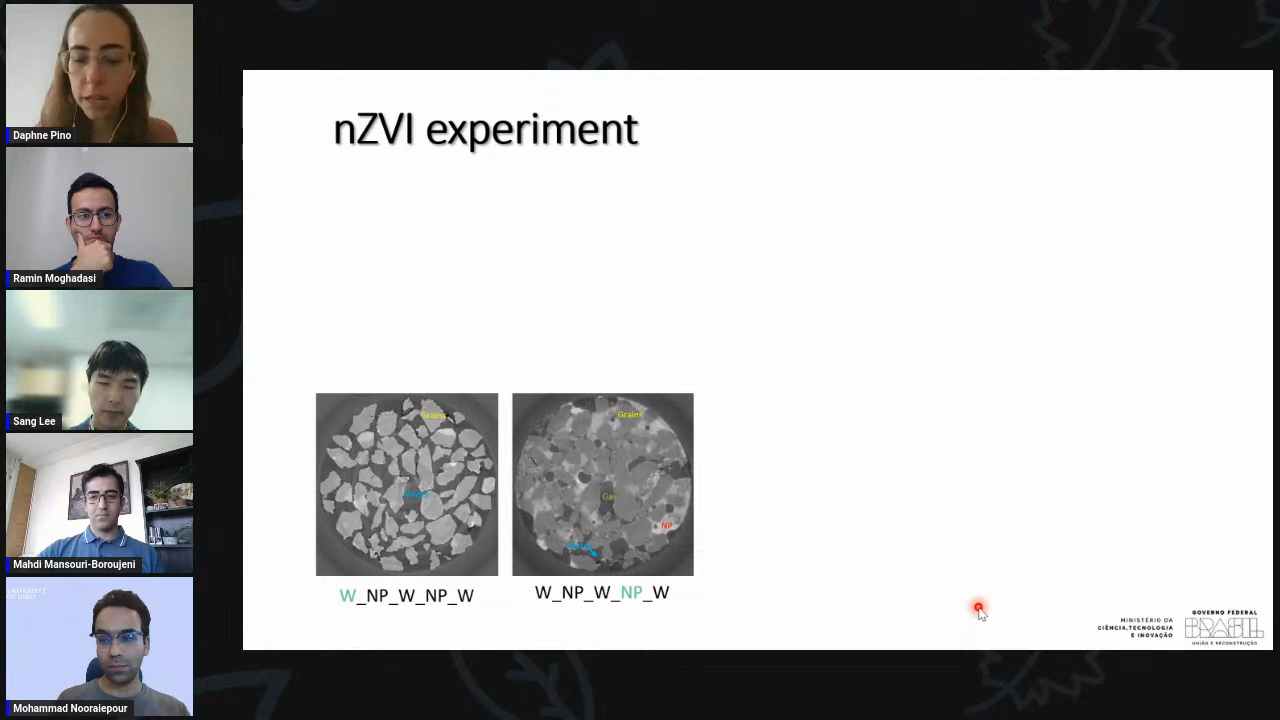 Daphne Pino
Ramin Moghadasi
Sang Lee
Mahdi Mansouri-Boroujeni
Mohammad Nooraiepour
nZVI experiment
Grains
Grains
Gas
NP
W_NP_W_NP_W
W_NP_W_NP_W
MINISTÉRIO DA
CIÊNCIA, TECNOLOGIA
E INOVAÇÃO
GOVERNO FEDERAL
BRASIL
UNIÃO E RECONSTRUÇÃO